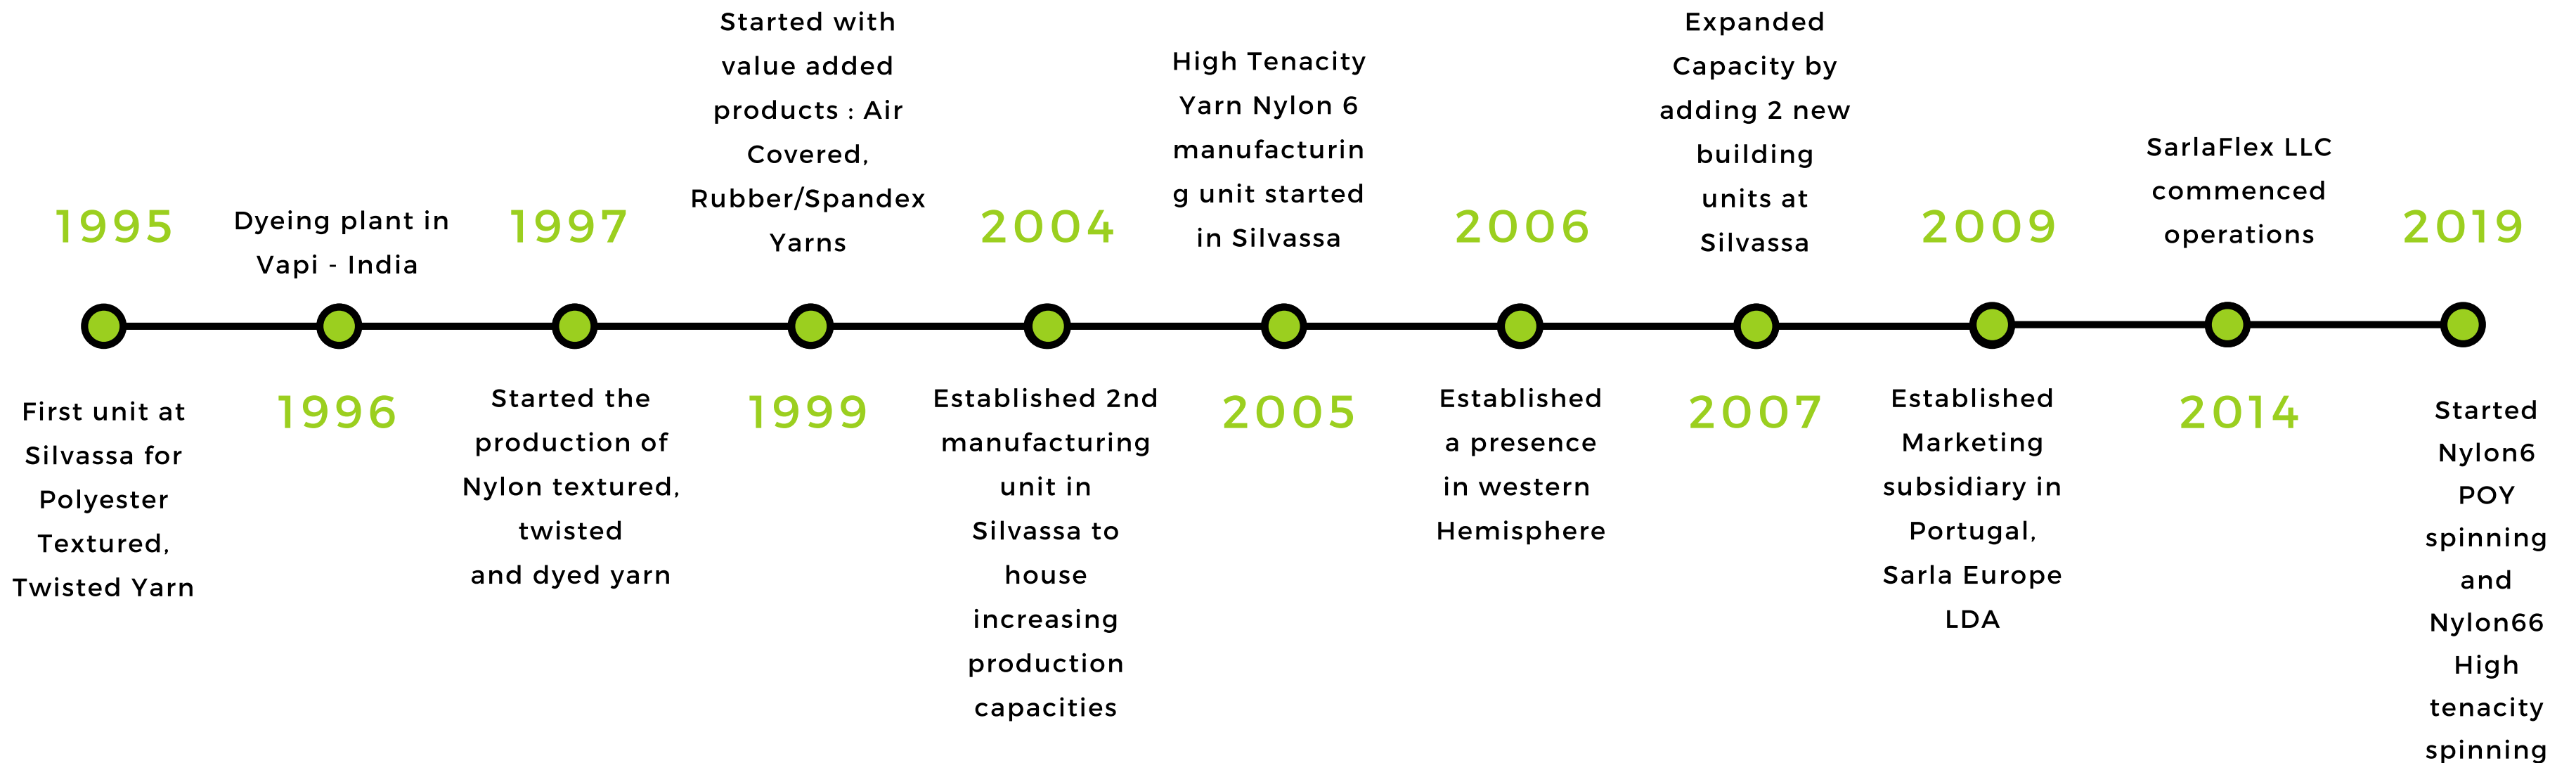 1995
First unit at
Silvassa for
Polyester
Textured,
Twisted Yarn
Dyeing plant in
Vapi - India
1996
1997
Started the
production of
Nylon textured,
twisted
and dyed yarn
Started with
value added
products : Air
Covered,
Rubber/Spandex
Yarns
1999
2004
Established 2nd
manufacturing
unit in
Silvassa to
house
increasing
production
capacities
High Tenacity
Yarn Nylon 6
manufacturin
g unit started
in Silvassa
2005
2006
Established
a presence
in western
Hemisphere
Expanded
Capacity by
adding 2 new
building
units at
Silvassa
2007
2009
Established
Marketing
subsidiary in
Portugal,
Sarla Europe
LDA
SarlaFlex LLC
commenced
operations
2014
2019
Started
Nylon6
POY
spinning
and
Nylon66
High
tenacity
spinning